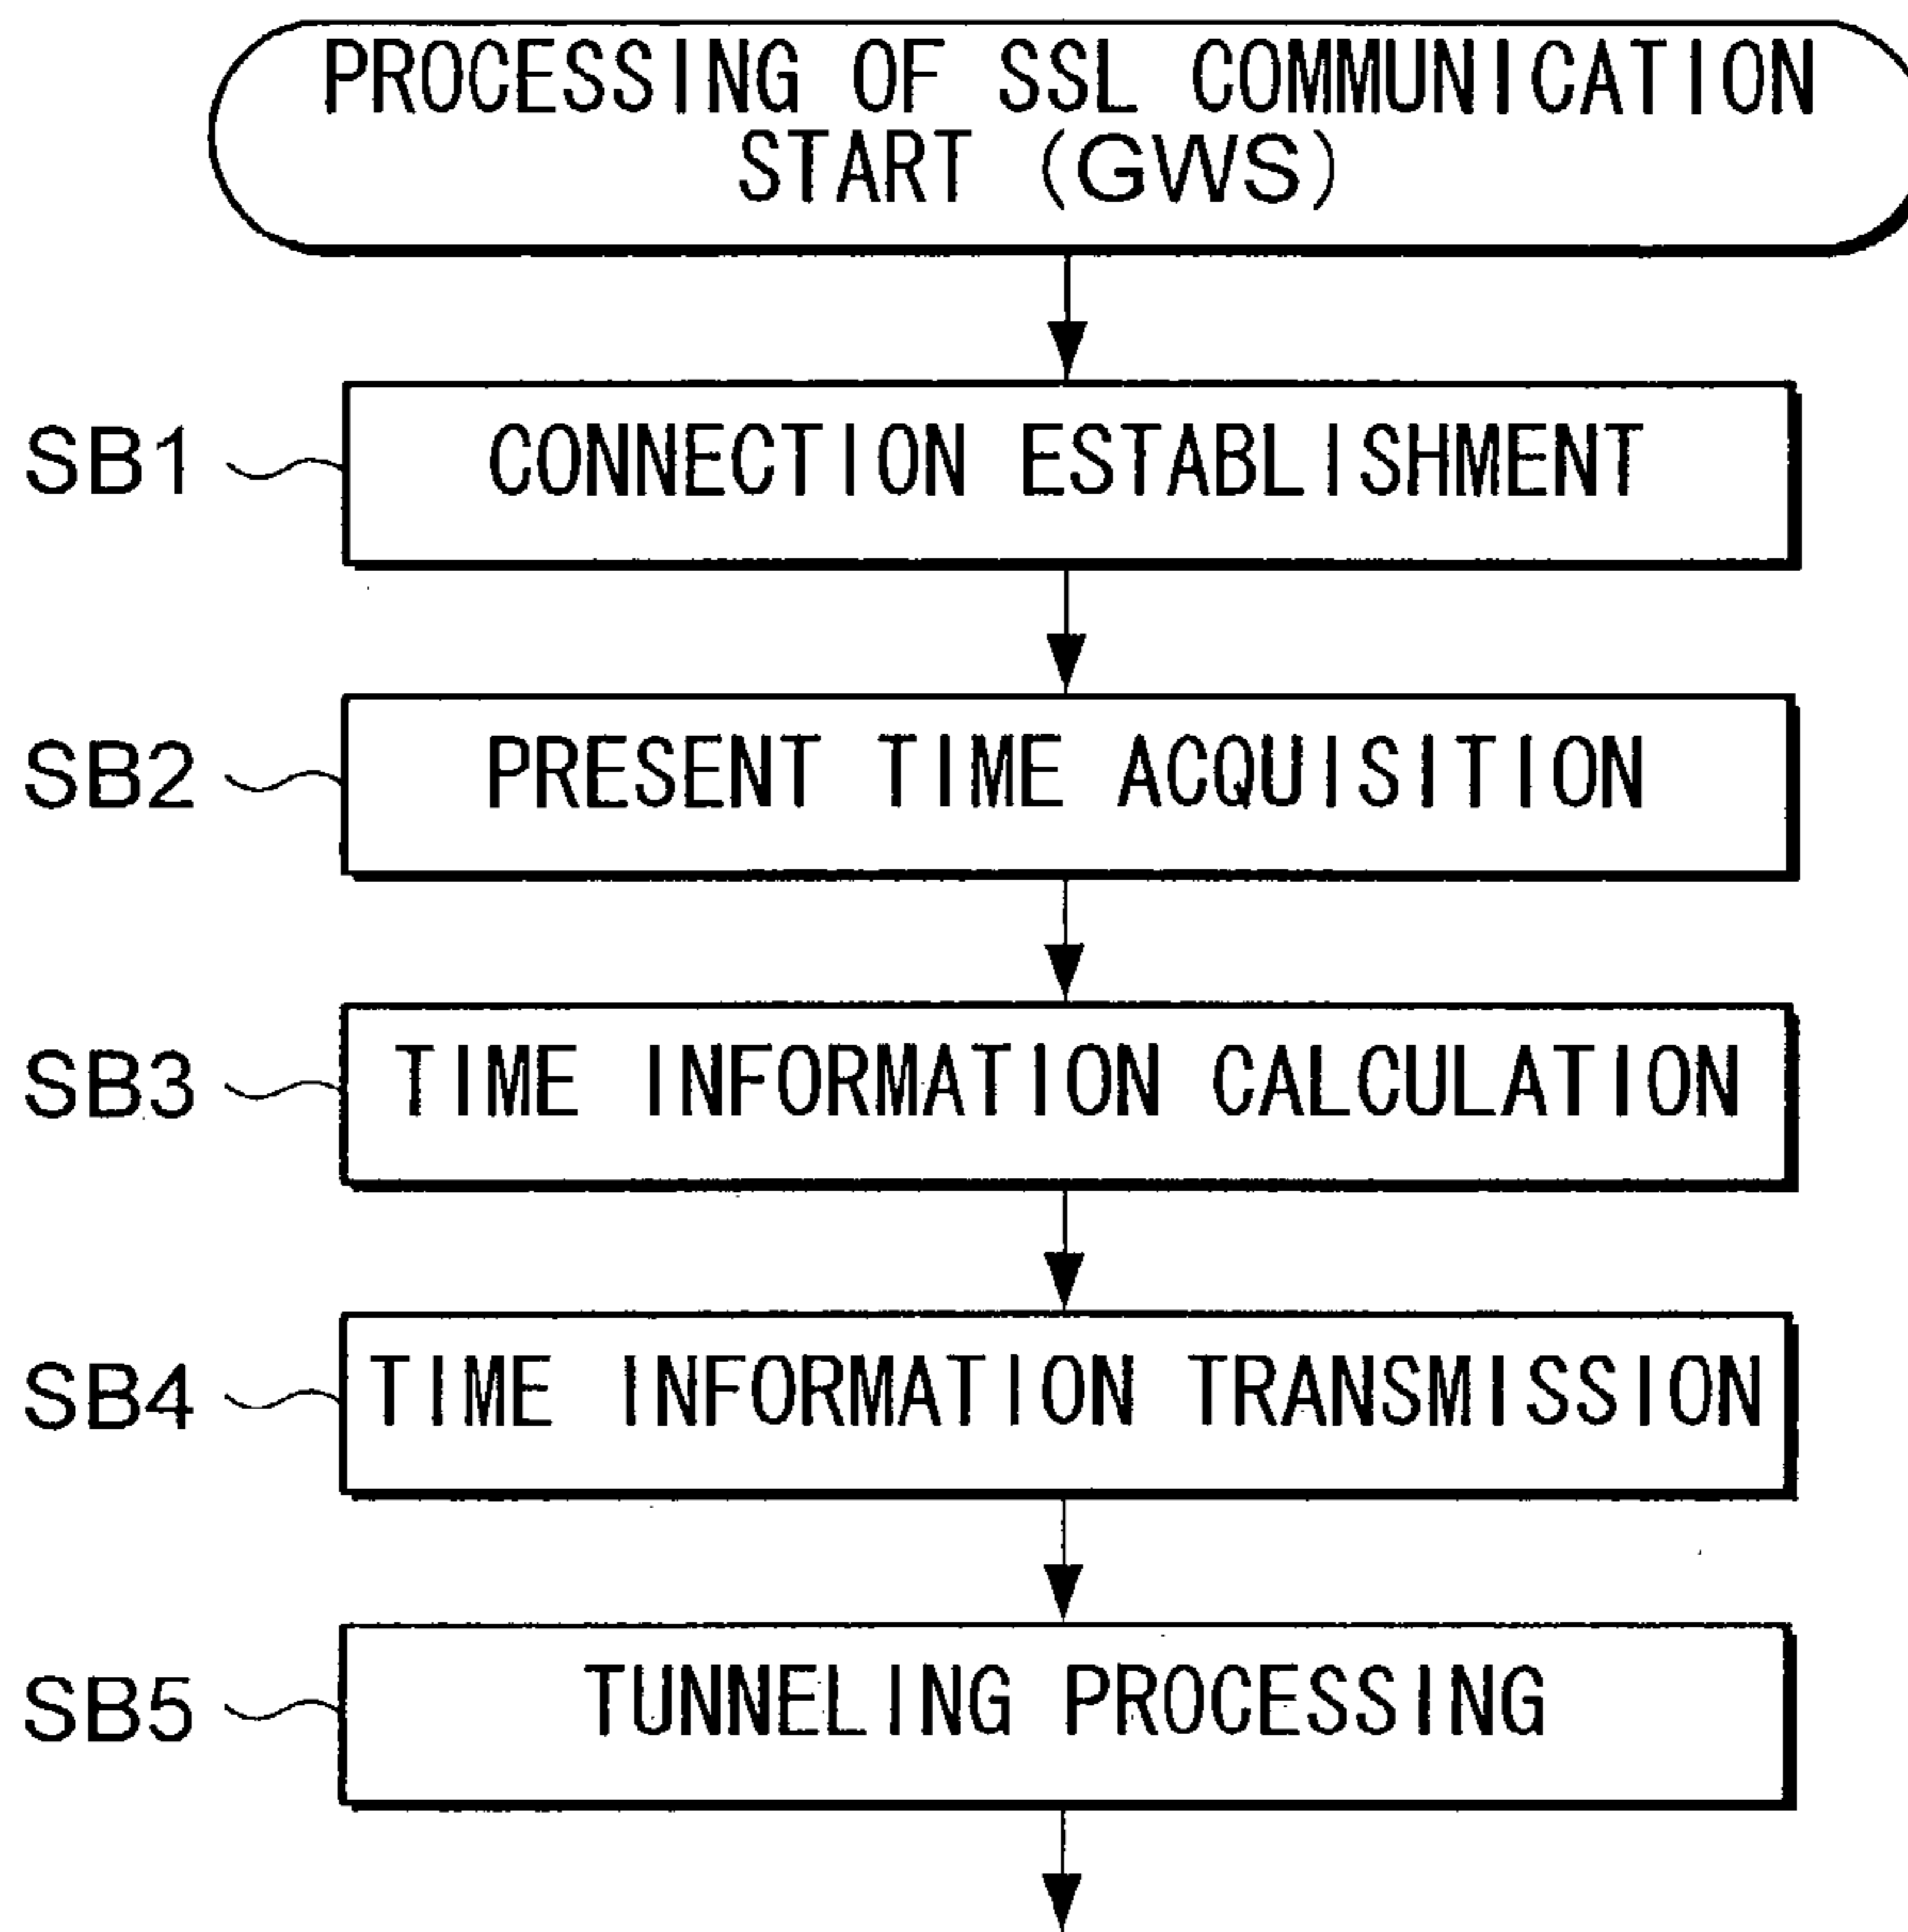 PROCESSING OF SSL COMMUNICATION
START (GWS)
SB1
CONNECTION ESTABLISHMENT
SB2
PRESENT TIME ACQUISITION
SB3
TIME INFORMATION CALCULATION
SB4
TIME INFORMATION TRANSMISSION
SB5
TUNNELING PROCESSING